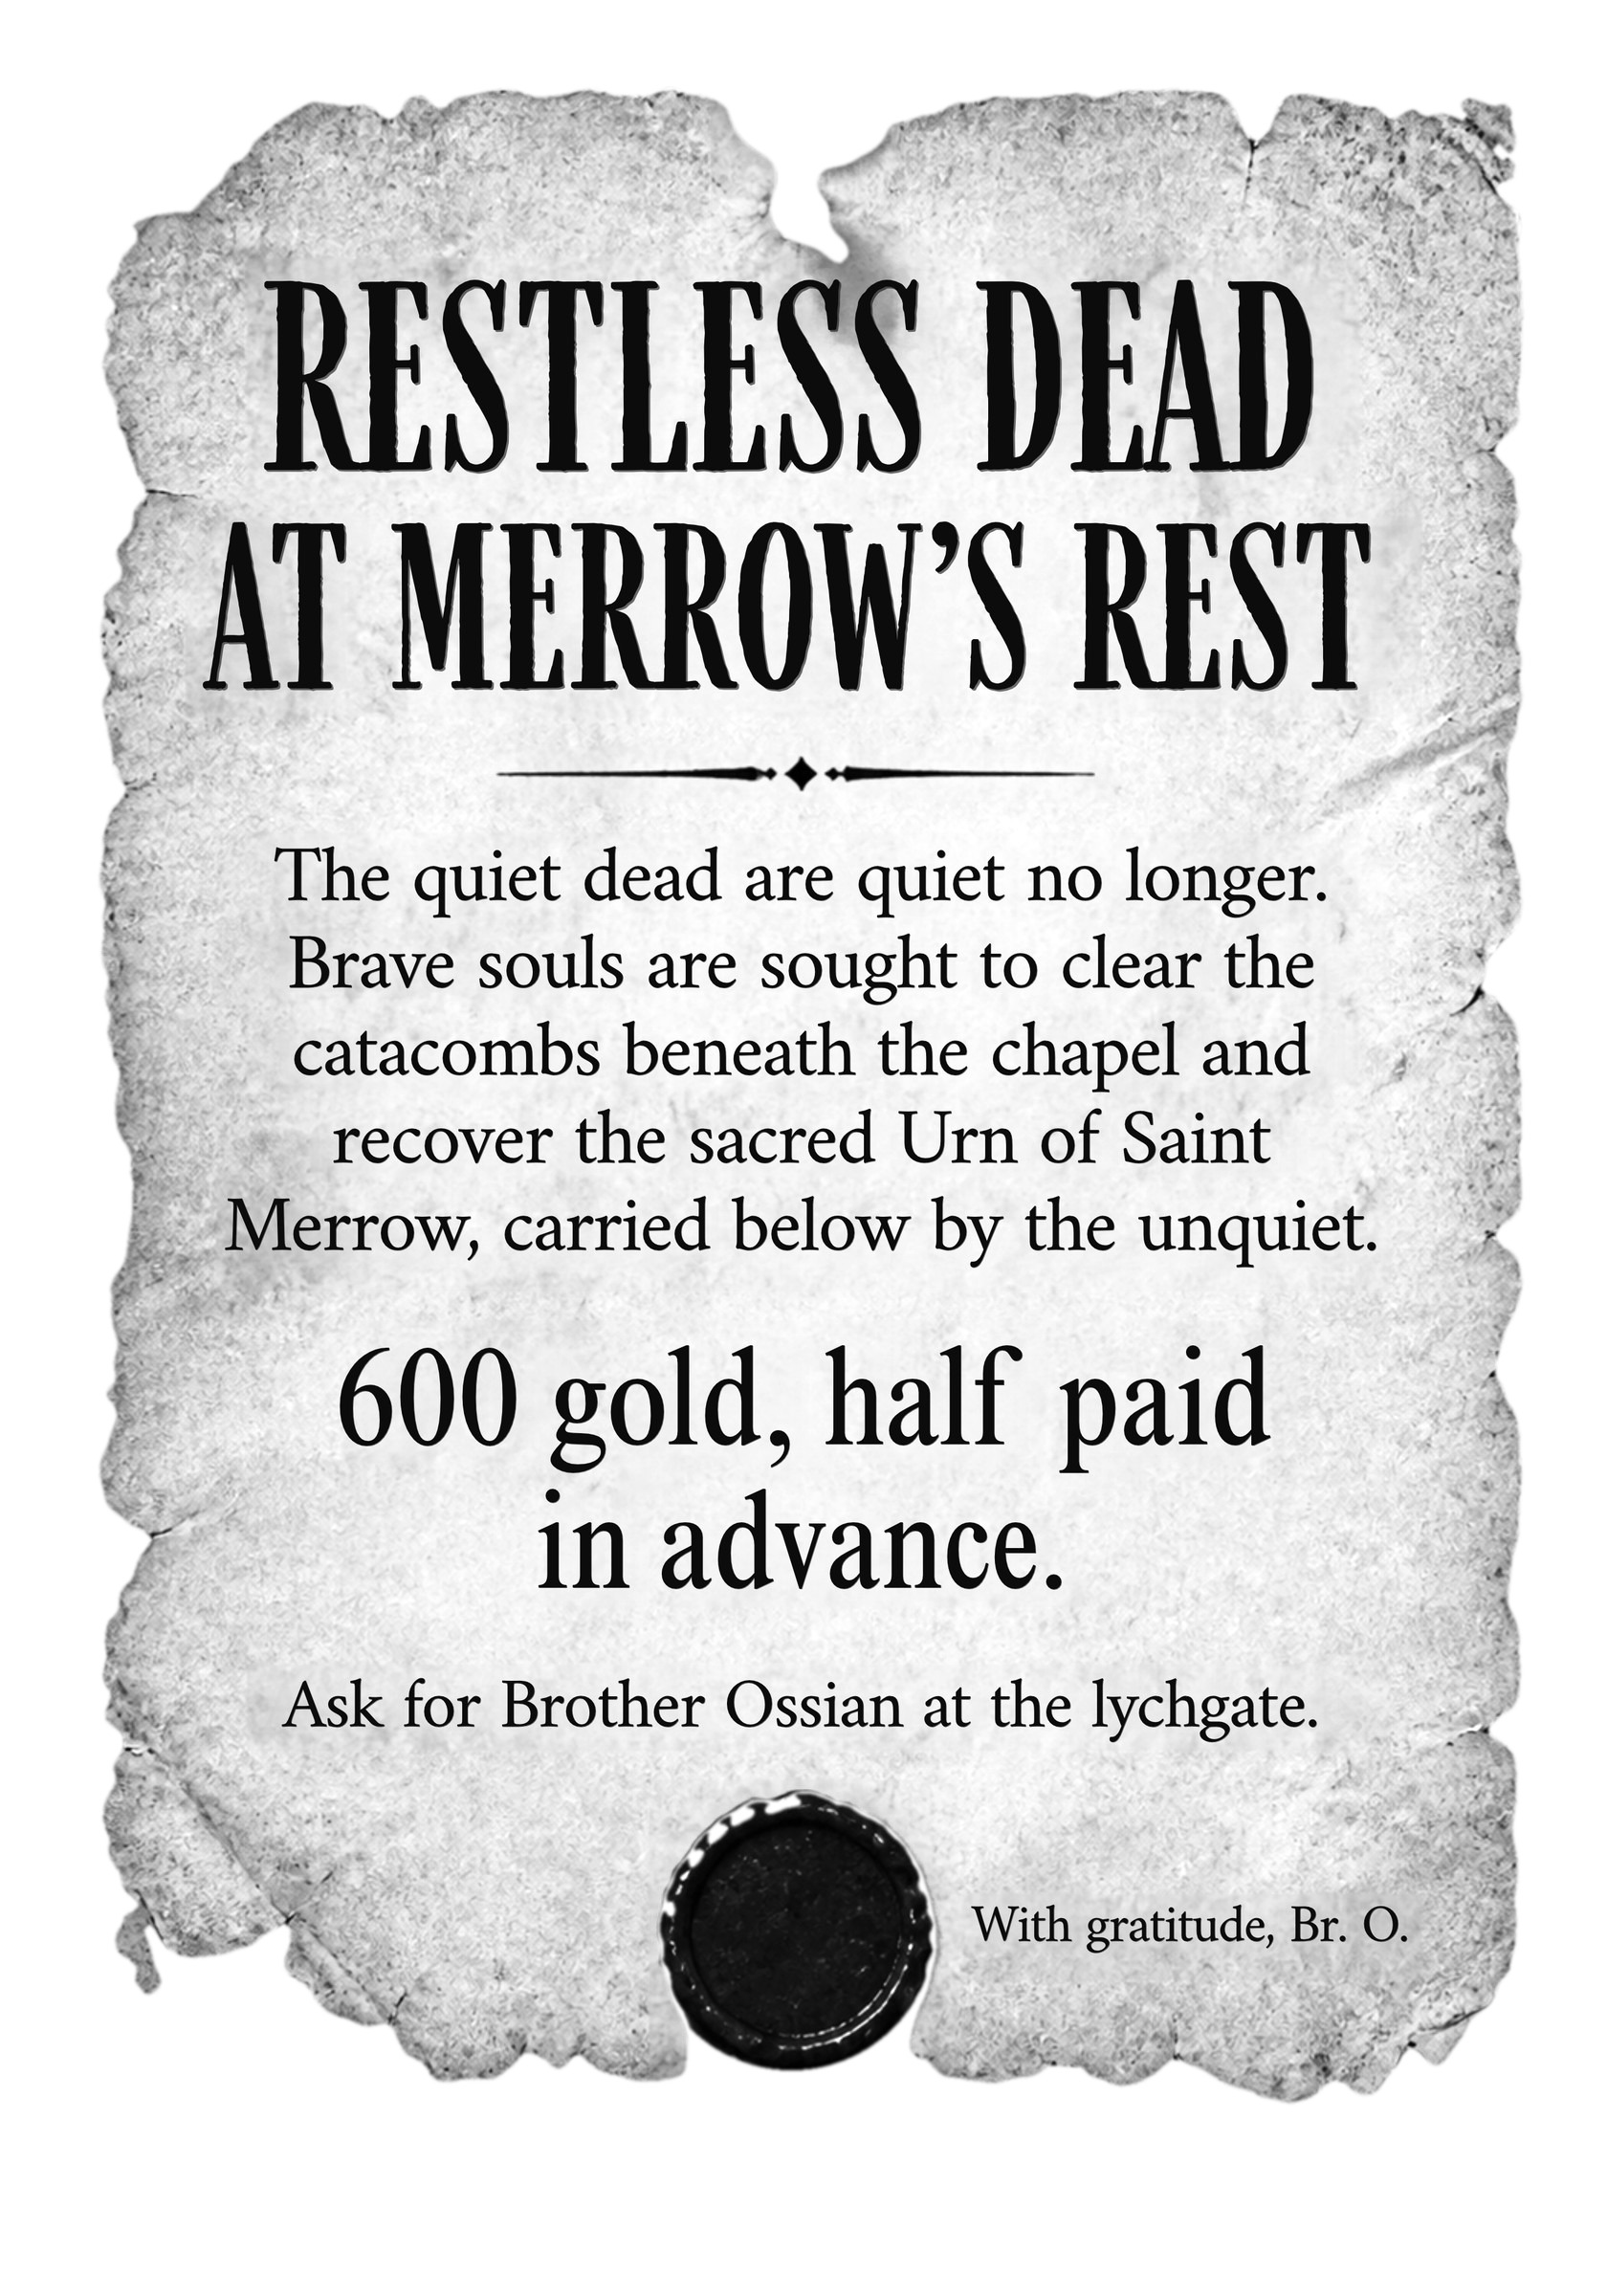 RESTLESS DEAD
AT MERROW’S REST
The quiet dead are quiet no longer.
Brave souls are sought to clear the
catacombs beneath the chapel and
recover the sacred Urn of Saint
Merrow, carried below by the unquiet.
600 gold, half paid
in advance.
Ask for Brother Ossian at the lychgate.
With gratitude, Br. O.